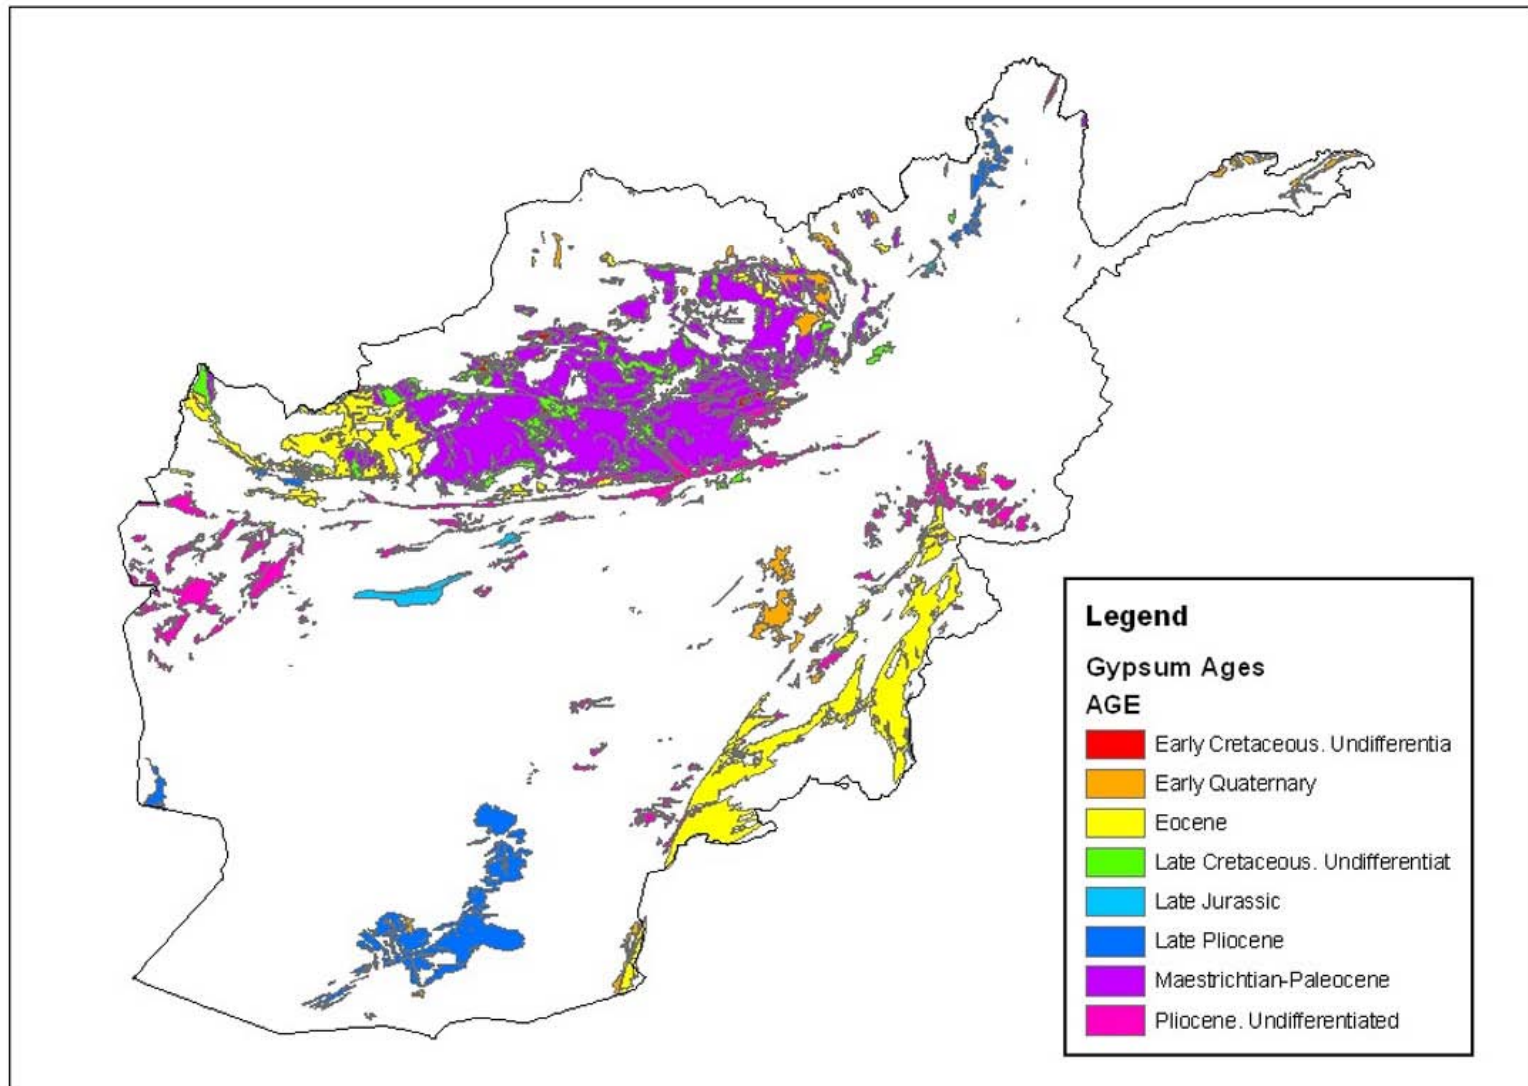 Legend
Gypsum Ages
AGE
Early Cretaceous. Undifferentia
Early Quaternary
Eocene
Late Cretaceous. Undifferentiat
Late Jurassic
Late Pliocene
Maestrichtian-Paleocene
Pliocene. Undifferentiated